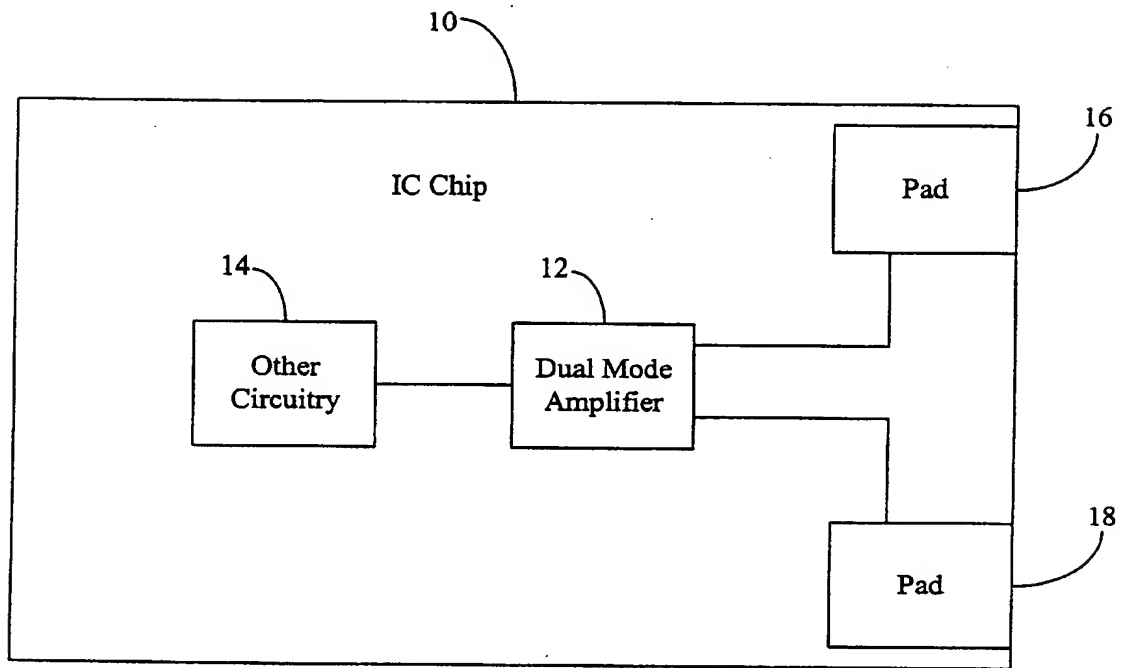 10
16
IC Chip
Pad
14
12
Other
Circuitry
Dual Mode
Amplifier
18
Pad